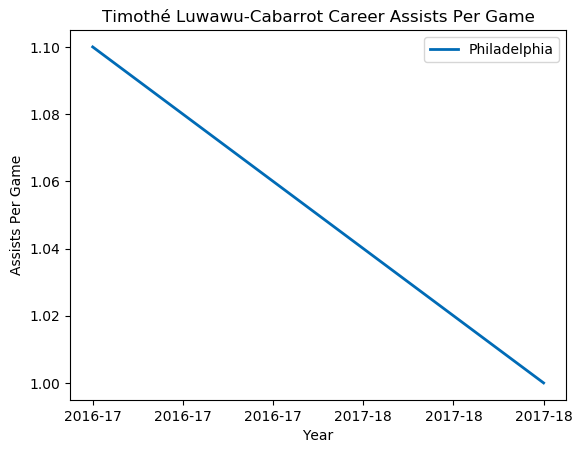 Timothé Luwawu-Cabarrot Career Assists Per Game
Philadelphia
1.10
1.08
1.06
1.04
1.02
1.00
Assists Per Game
2016-17 2016-17 2016-17 2017-18 2017-18 2017-18
Year